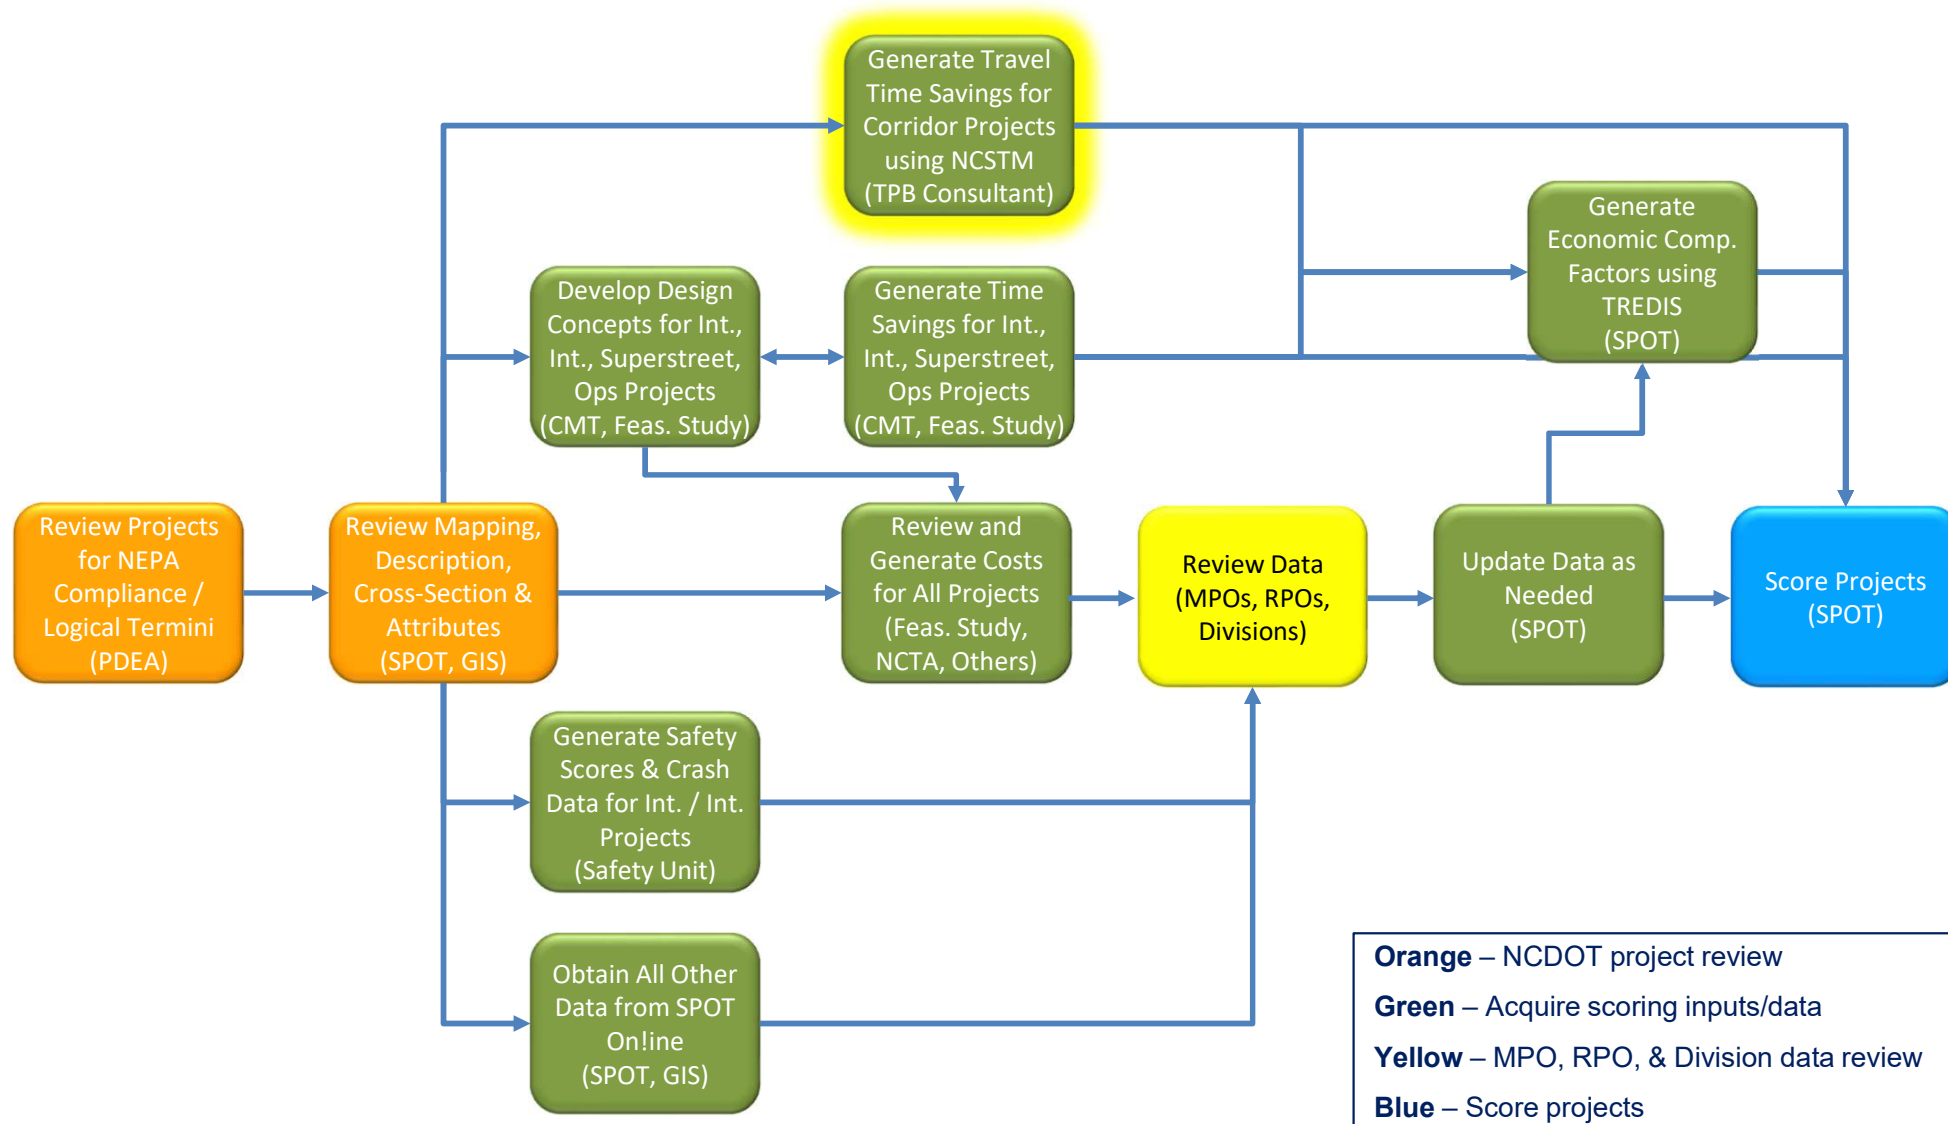 Generate Travel
Time Savings for
Corridor Projects
using NCSTM
(TPB Consultant)
Generate
Economic Comp.
Factors using
TREDIS
(SPOT)
Develop Design
Concepts for Int.,
Int., Superstreet,
Ops Projects
(CMT, Feas. Study)
Generate Time
Savings for Int.,
Int., Superstreet,
Ops Projects
(CMT, Feas. Study)
Review Projects
for NEPA
Compliance /
Logical Termini
(PDEA)
Review Mapping,
Description,
Cross-Section &
Attributes
(SPOT, GIS)
Review and
Generate Costs
for All Projects
(Feas. Study,
NCTA, Others)
Review Data
(MPOs, RPOs,
Divisions)
Update Data as
Needed
(SPOT)
Score Projects
(SPOT)
Generate Safety
Scores & Crash
Data for Int. / Int.
Projects
(Safety Unit)
Obtain All Other
Data from SPOT
On!ine
(SPOT, GIS)
Orange – NCDOT project review
Green – Acquire scoring inputs/data
Yellow – MPO, RPO, & Division data review
Blue – Score projects